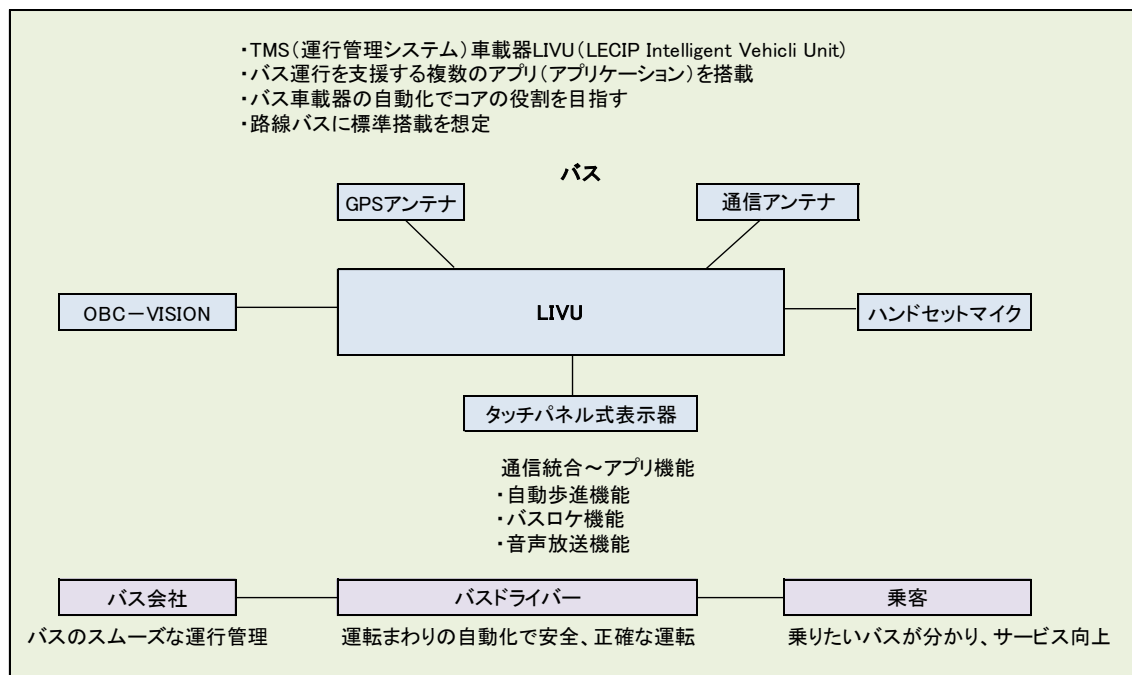 ・TMS(運行管理システム)車載器LIVU(LECIP Intelligent Vehicli Unit)
・バス運行を支援する複数のアプリ(アプリケーション)を搭載
・バス車載器の自動化でコアの役割を目指す
・路線バスに標準搭載を想定
バス
GPSアンテナ
通信アンテナ
OBC－VISION
LIVU
ハンドセットマイク
タッチパネル式表示器
通信統合～アプリ機能
・自動歩進機能
・バスロケ機能
・音声放送機能
バス会社
バスドライバー
乗客
バスのスムーズな運行管理
運転まわりの自動化で安全、正確な運転
乗りたいバスが分かり、サービス向上